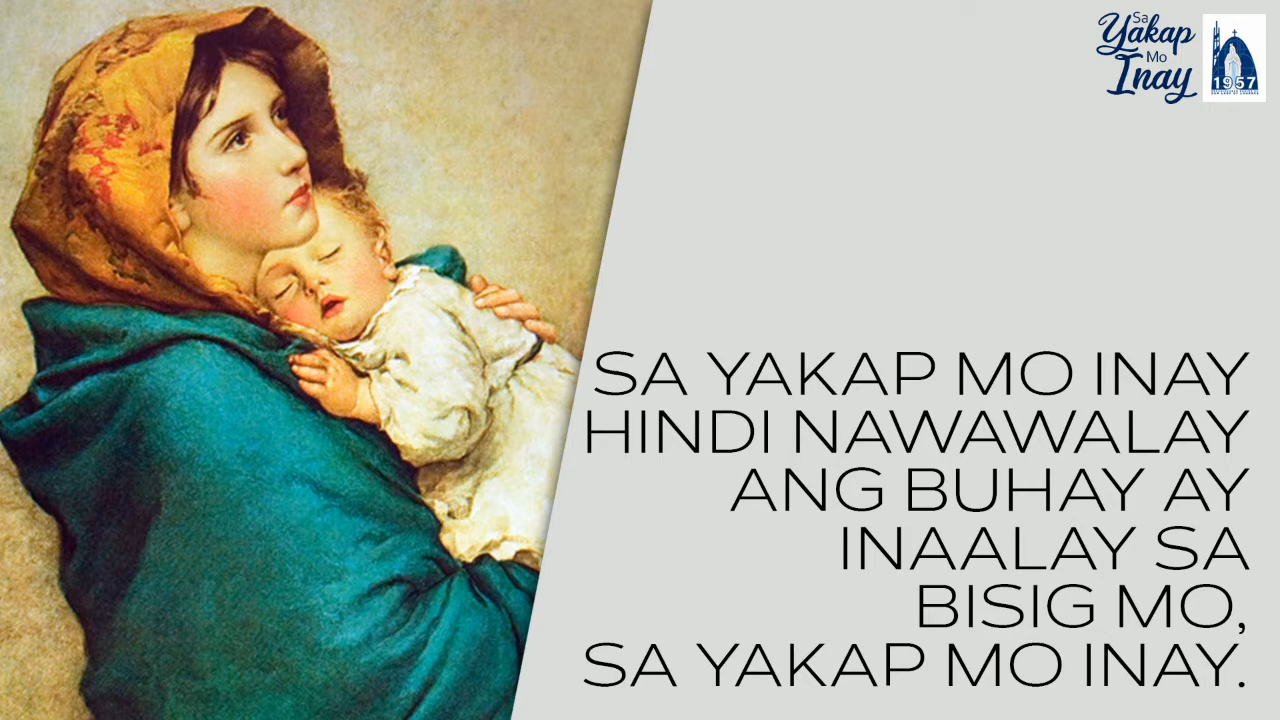 Sa
Yakap
Mo
Inay
1957
SA YAKAP MO INAY
HINDI NAWAWALAY
ANG BUHAY AY
INAALAY SA
BISIG MO,
SA YAKAP MO INAY.